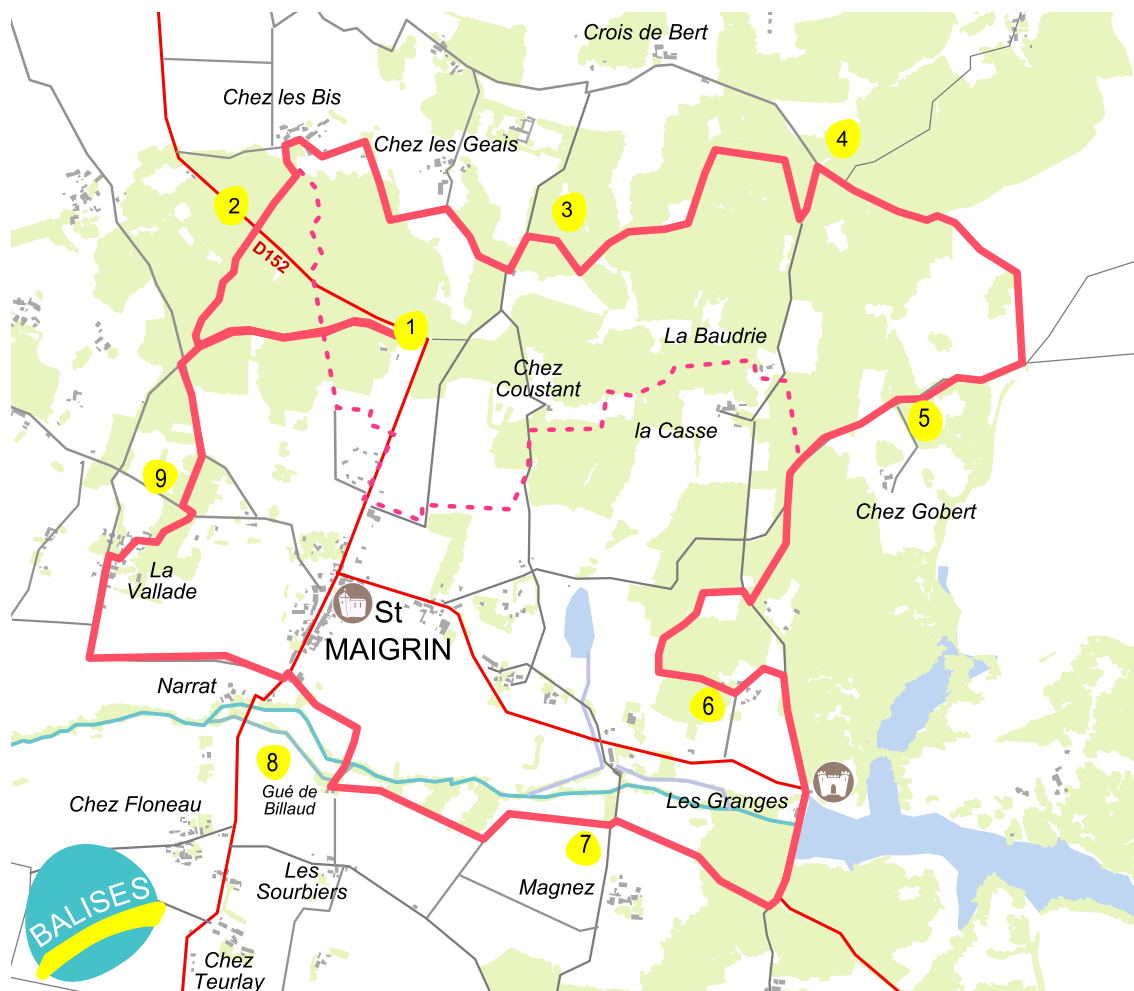 Crois de Bert
Chez les Bis
4
Chez les Geais
2
3
D152
1
La Baudrie
Chez
Coustant
5
la Casse
9
Chez Gobert
La
Vallade
St
MAIGRIN
Narrat
6
8
Gué de
Billaud
Les Granges
Chez Floneau
7
Les
Sourbiers
Magnez
BALISES
Chez
Teurlay